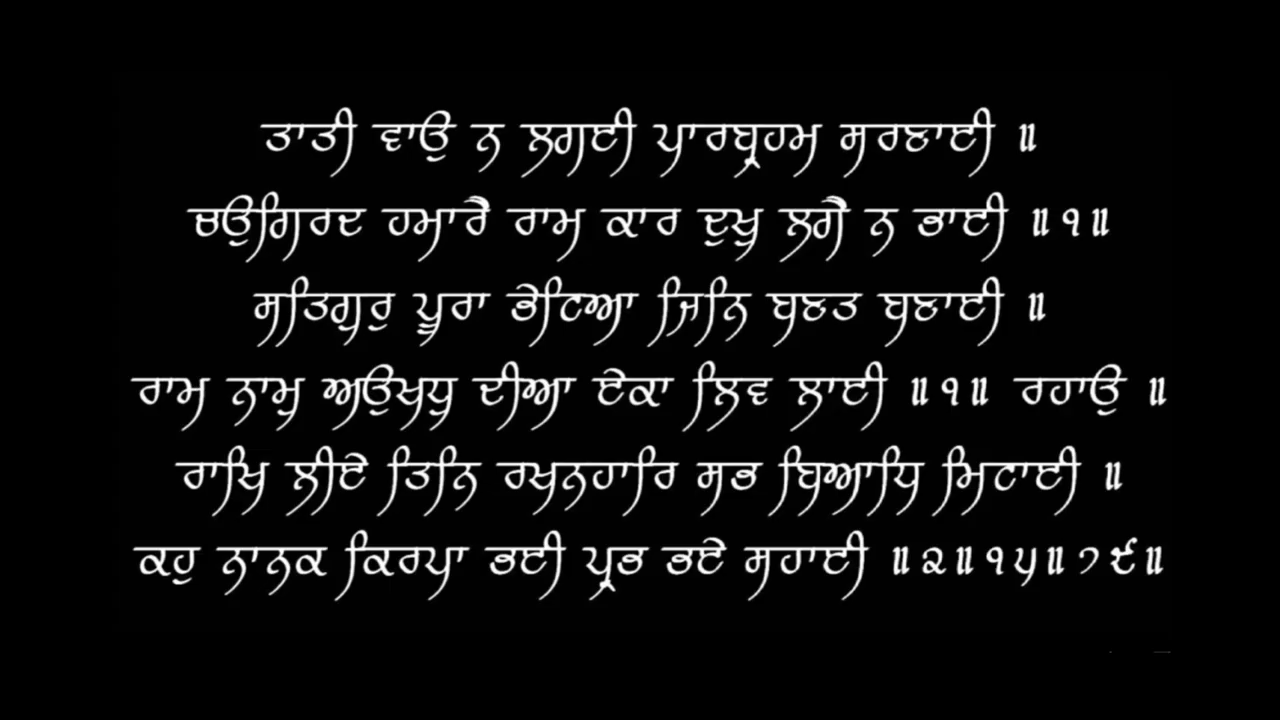 ਤਾਤੀ ਵਾਉ ਨ ਲਗਈ ਪਾਰਬ੍ਰਹਮ ਸਰਣਾਈ ॥
ਚਉਗਿਰਦ ਹਮਾਰੈ ਰਾਮ ਕਾਰ ਦੁਖੁ ਲਗੈ ਨ ਭਾਈ ॥੧॥
ਸਤਿਗੁਰੁ ਪੂਰਾ ਭੇਟਿਆ ਜਿਨਿ ਬਣਤ ਬਣਾਈ ॥
ਰਾਮ ਨਾਮੁ ਅਉਖਧੁ ਦੀਆ ਏਕਾ ਲਿਵ ਲਾਈ ॥੧॥ ਰਹਾਉ ॥
ਰਾਖਿ ਲੀਏ ਤਿਨਿ ਰਖਨਹਾਰਿ ਸਭ ਬਿਆਧਿ ਮਿਟਾਈ ॥
ਕਹੁ ਨਾਨਕ ਕਿਰਪਾ ਭਈ ਪ੍ਰਭ ਭਏ ਸਹਾਈ ॥੨॥੧੫॥੭੯॥